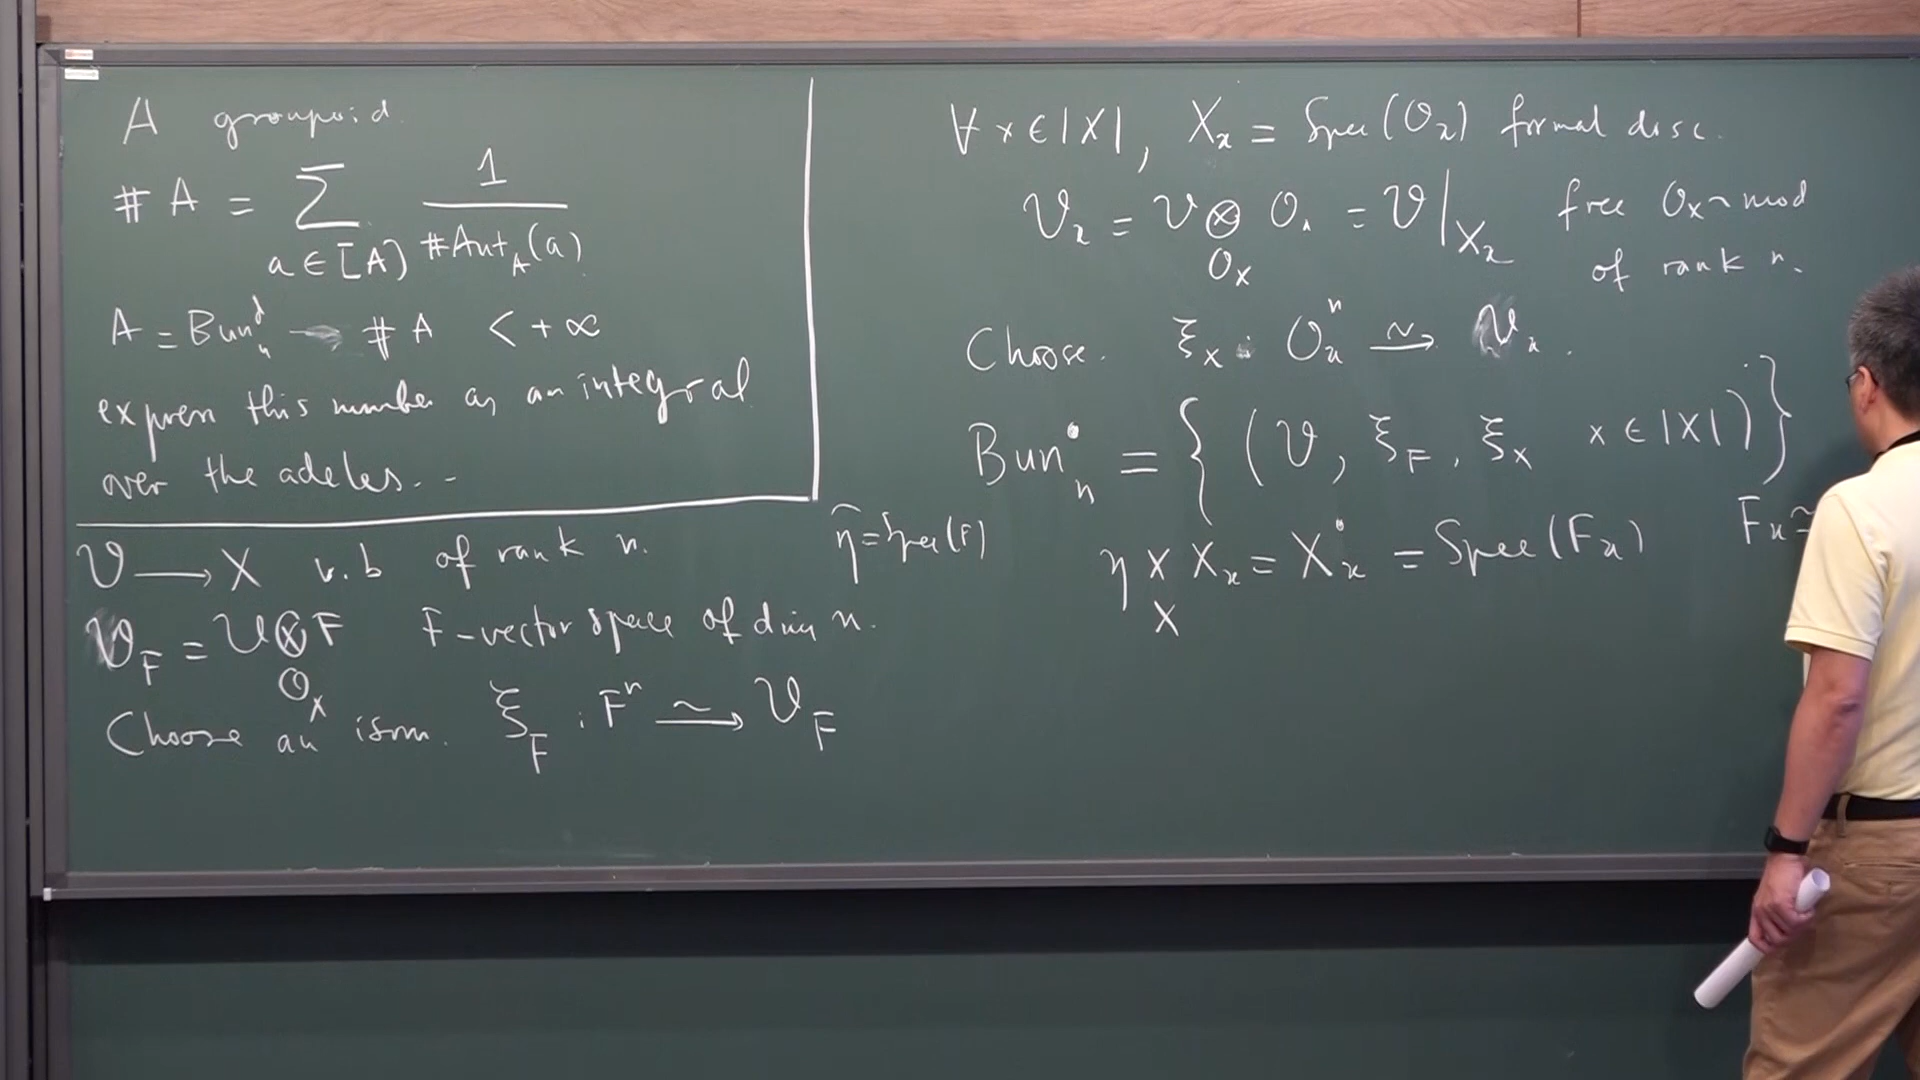 A groupoid.
# A = ∑_{a ∈ [A]} 1 / #Aut_A(a)
A = Bun_n^d → # A < +∞
express this number as an integral
over the adeles...
𝒱 → X v.b of rank n.
𝒱_F = 𝒱 ⊗_{O_X} F F-vector space of dim n.
Choose an isom. ξ_F : F^n ⥲ 𝒱_F
η = Spec(F)
∀ x ∈ |X|, X_x = Spec(O_x) formal disc.
𝒱_x = 𝒱 ⊗_{O_X} O_x = 𝒱|_{X_x} free O_x-mod
of rank n.
Choose. ξ_x : O_x^n ⥲ 𝒱_x.
Bun_n^• = { (𝒱, ξ_F, ξ_x x ∈ |X|) }
η ×_X X_x = X_x^• = Spec(F_x) F_x ≃